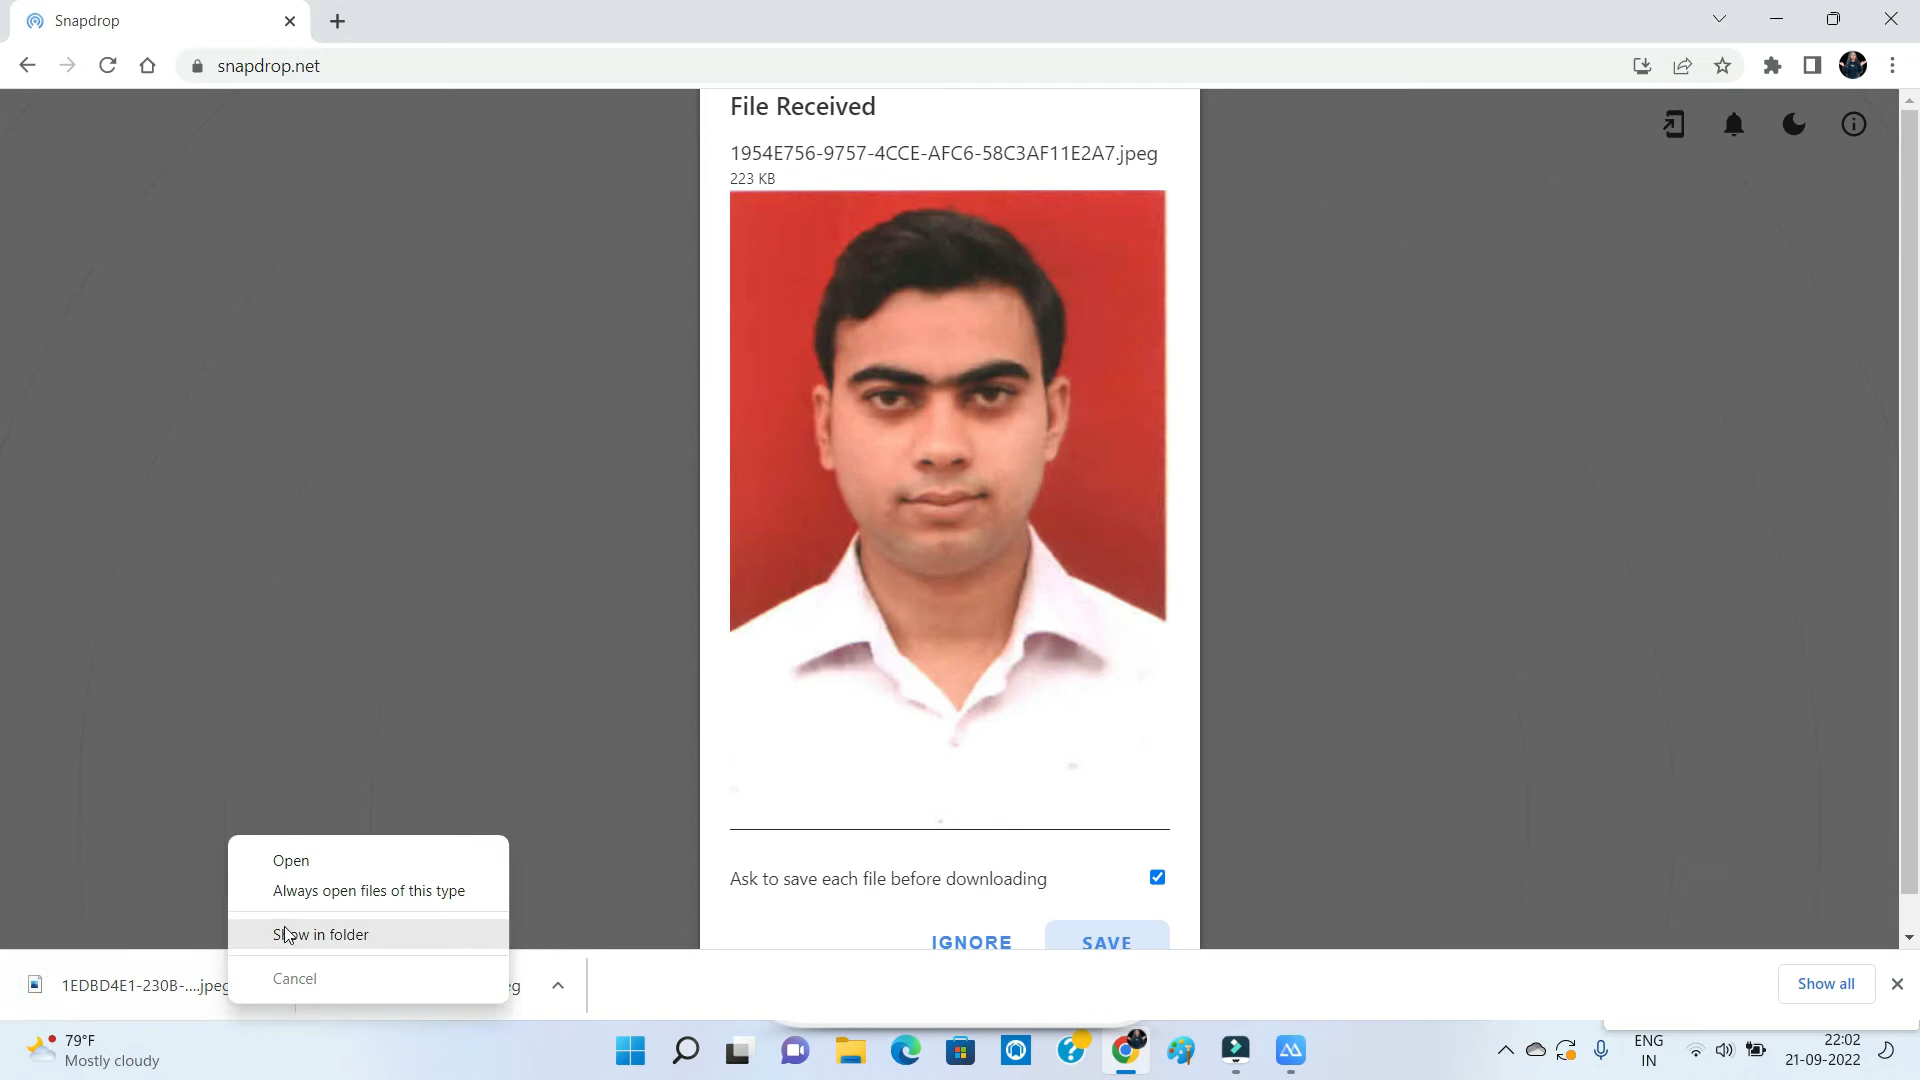 Snapdrop
snapdrop.net
File Received
1954E756-9757-4CCE-AFC6-58C3AF11E2A7.jpeg
223 KB
Ask to save each file before downloading
IGNORE
SAVE
Open
Always open files of this type
Show in folder
Cancel
1EDBD4E1-230B-....jpeg
eg
Show all
79°F
Mostly cloudy
ENG
IN
22:02
21-09-2022